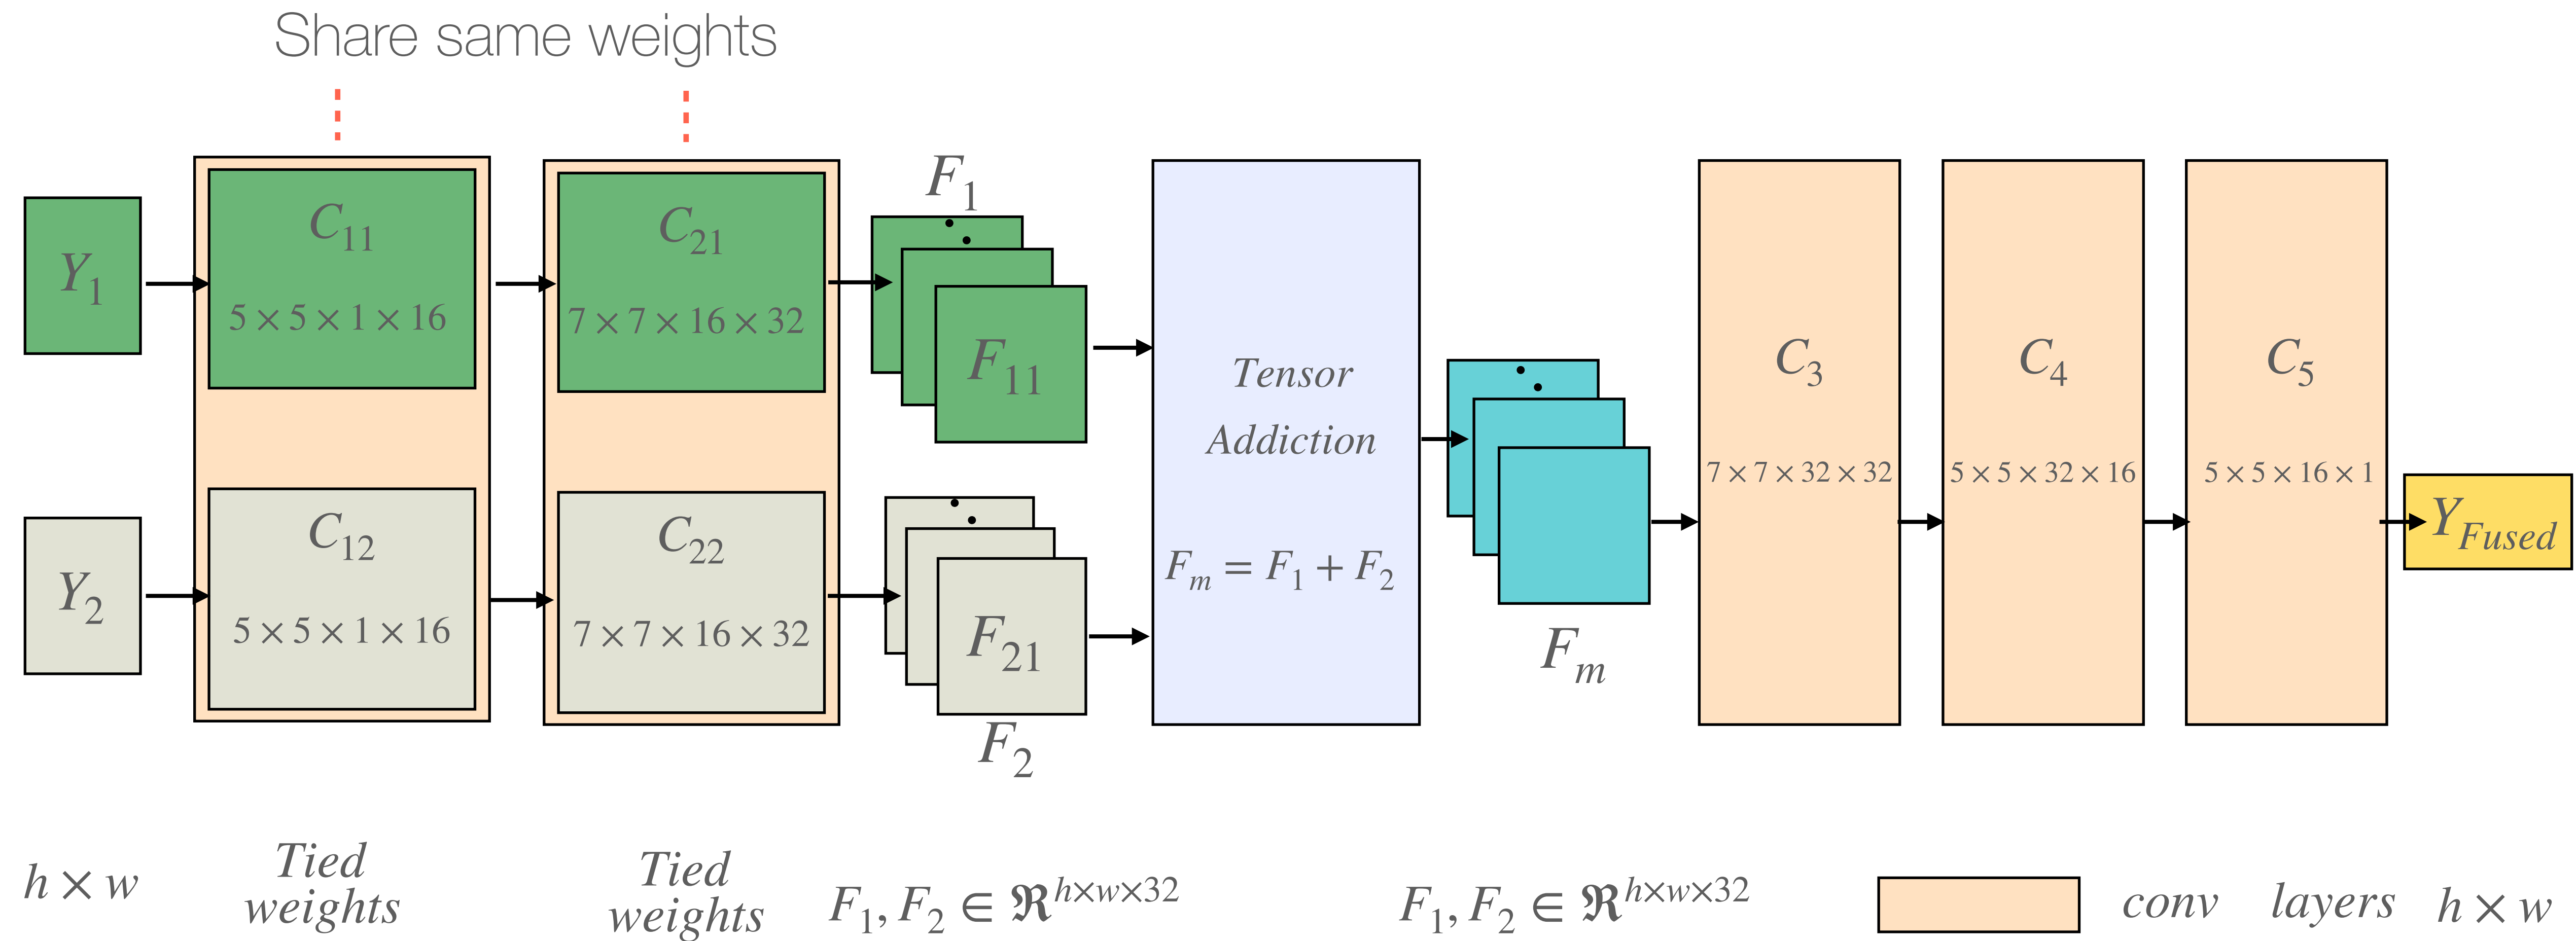 Share same weights
Y₁
C₁₁
5 × 5 × 1 × 16
C₂₁
7 × 7 × 16 × 32
F₁
F₁₁
Y₂
C₁₂
5 × 5 × 1 × 16
C₂₂
7 × 7 × 16 × 32
F₂₁
F₂
Tensor
Addiction
Fₘ = F₁ + F₂
Fₘ
C₃
7 × 7 × 32 × 32
C₄
5 × 5 × 32 × 16
C₅
5 × 5 × 16 × 1
Y_Fused
h × w
Tied
weights
Tied
weights
F₁, F₂ ∈ ℜ^{h×w×32}
F₁, F₂ ∈ ℜ^{h×w×32}
conv layers
h × w